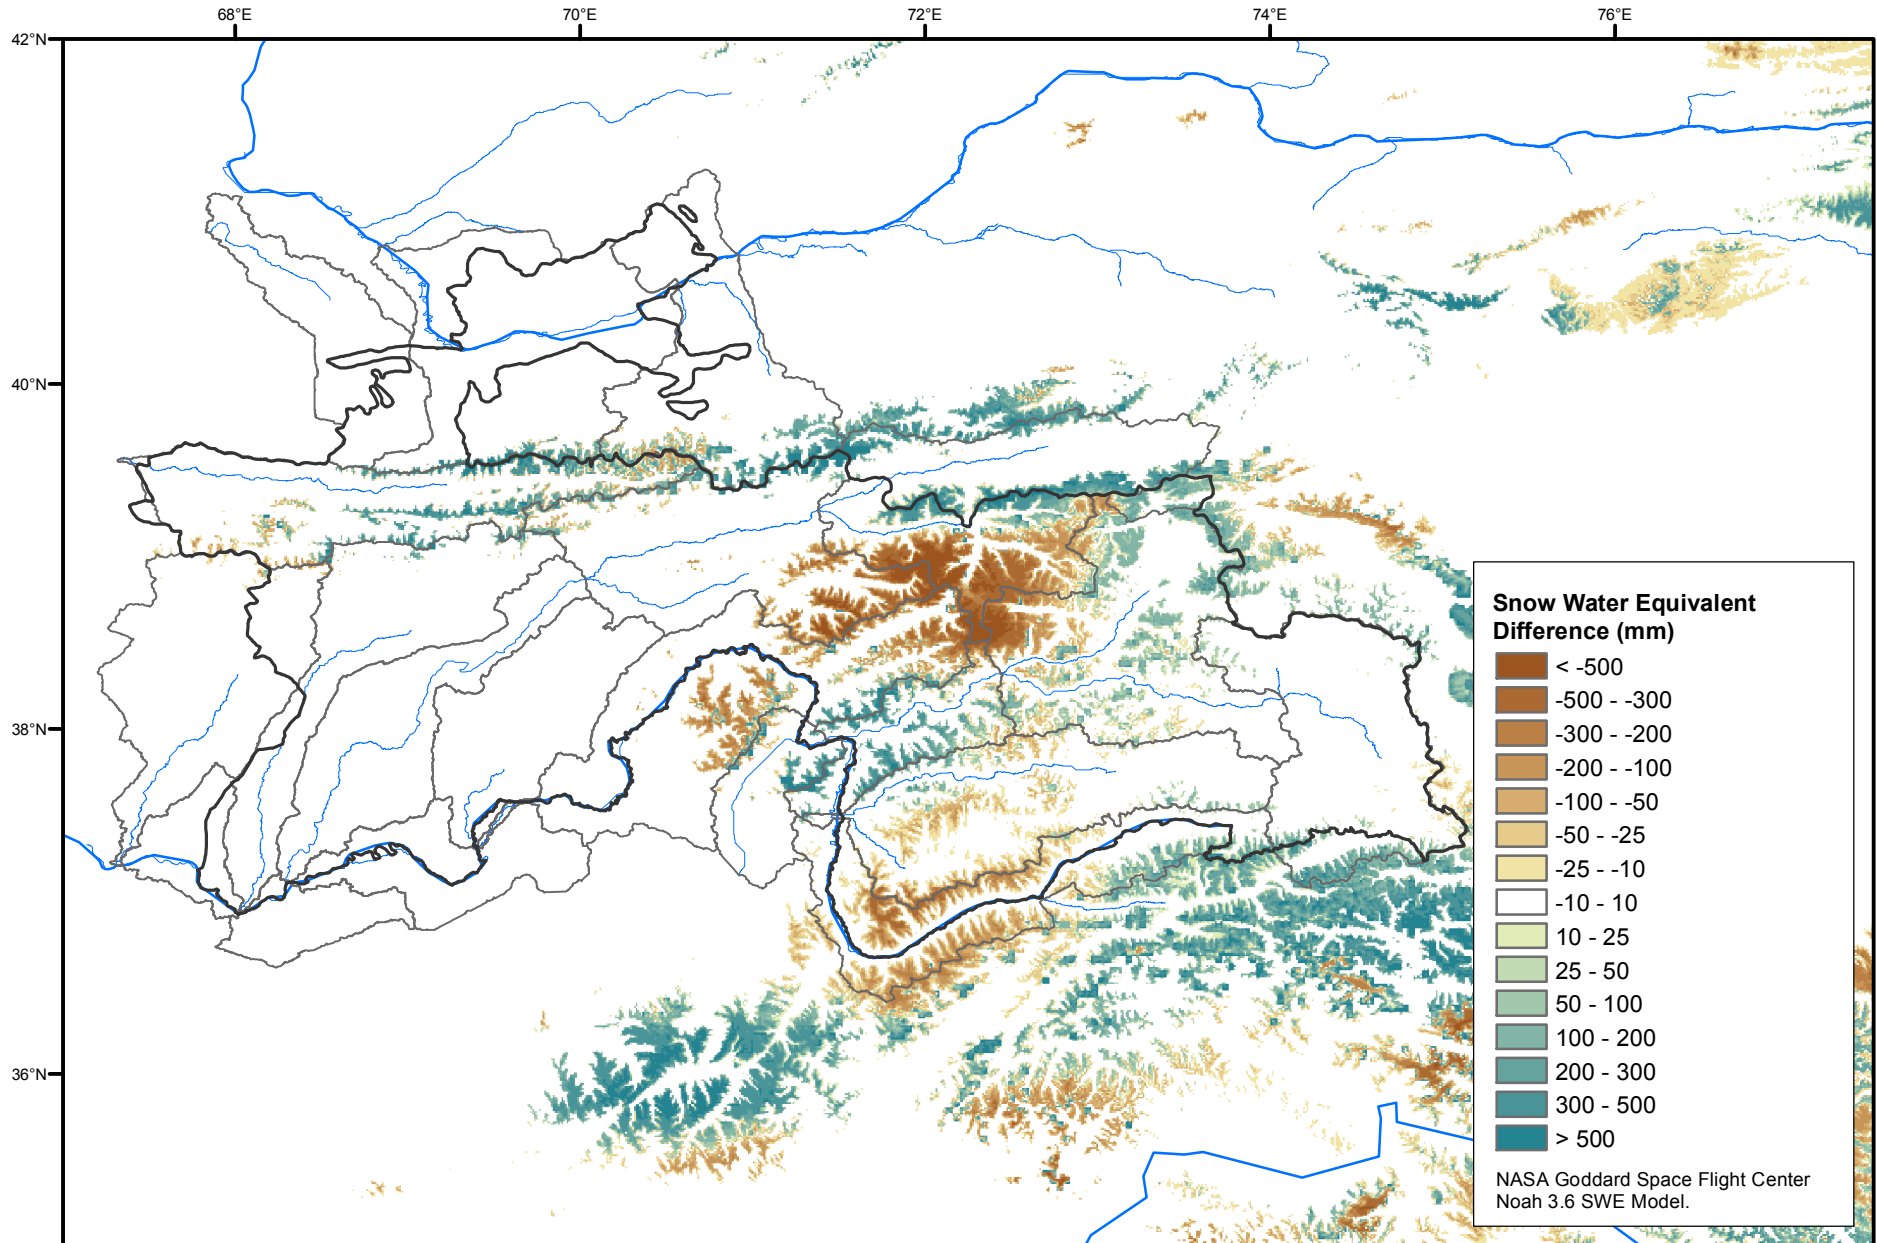 68°E 70°E 72°E 74°E 76°E
42°N
40°N
38°N
36°N
Snow Water Equivalent
Difference (mm)
< -500
-500 - -300
-300 - -200
-200 - -100
-100 - -50
-50 - -25
-25 - -10
-10 - 10
10 - 25
25 - 50
50 - 100
100 - 200
200 - 300
300 - 500
> 500
NASA Goddard Space Flight Center
Noah 3.6 SWE Model.